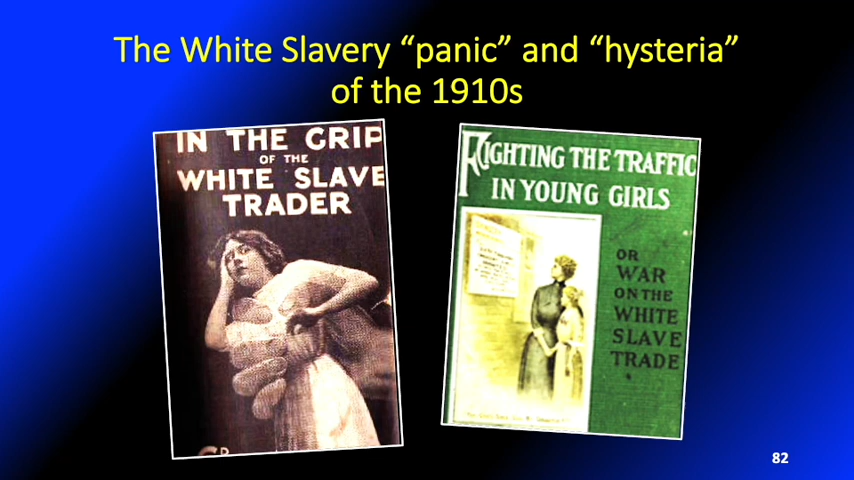 The White Slavery “panic” and “hysteria”
of the 1910s
IN THE GRIP
OF THE
WHITE SLAVE
TRADER
FIGHTING THE TRAFFIC
IN YOUNG GIRLS
OR
WAR
ON THE
WHITE
SLAVE
TRADE
82